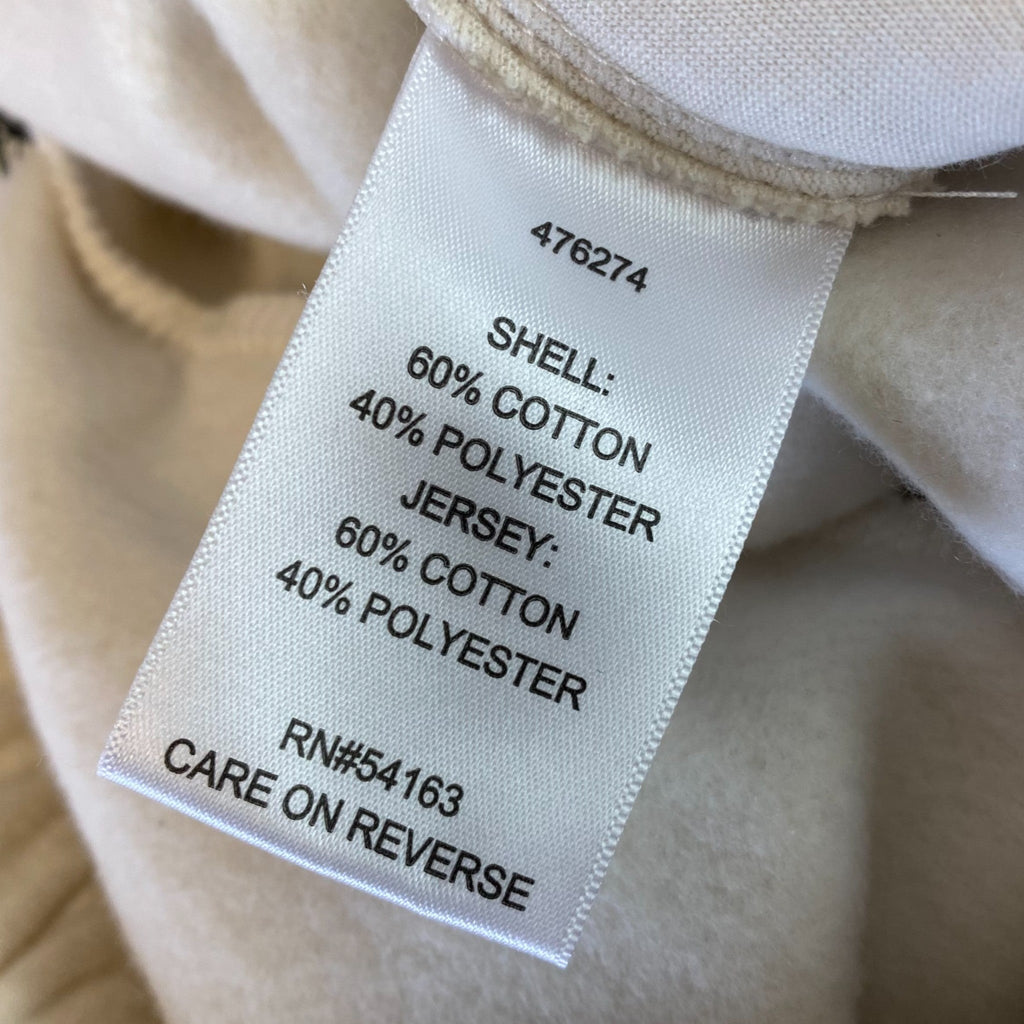 476274
SHELL:
60% COTTON
40% POLYESTER
JERSEY:
60% COTTON
40% POLYESTER
RN#54163
CARE ON REVERSE